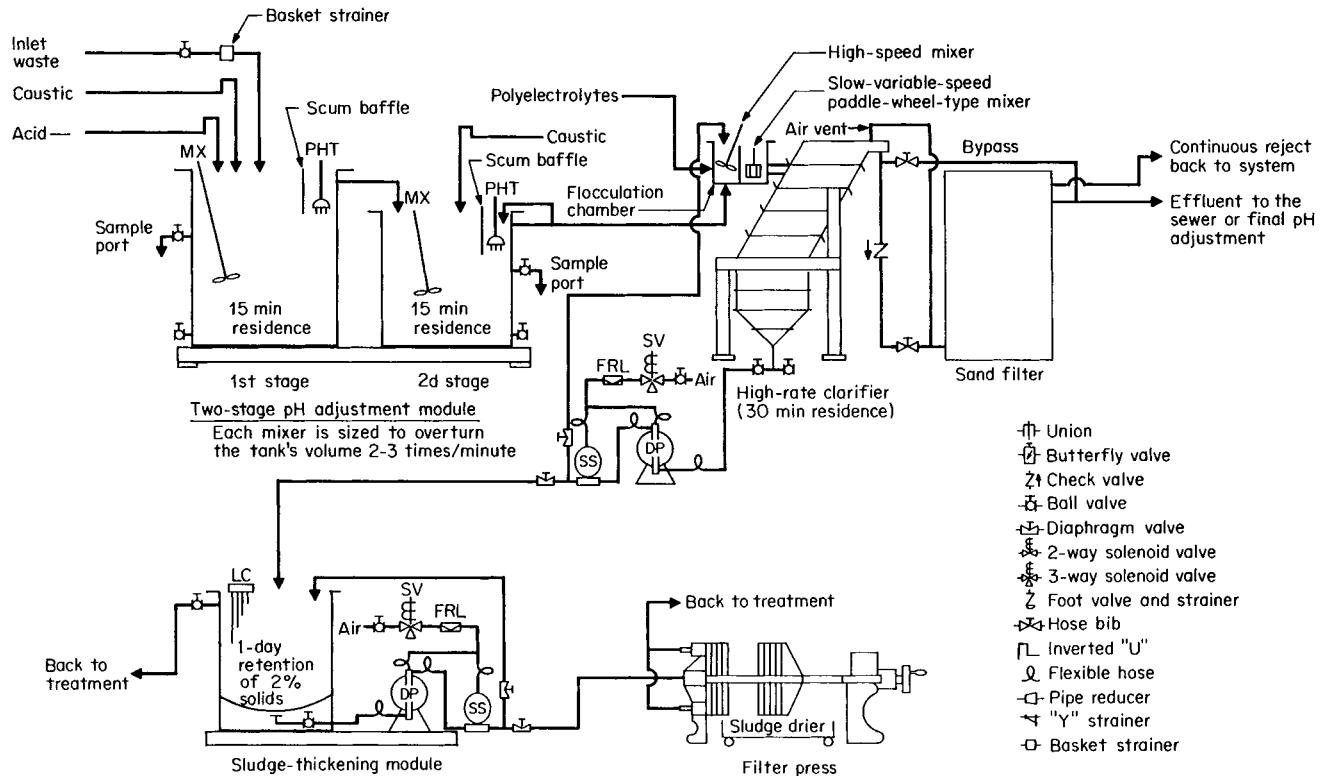 Basket strainer
Inlet
waste
Caustic
Acid
MX
Scum baffle
PHT
Sample
port
15 min
residence
1st stage
MX
Caustic
Scum baffle
PHT
Sample
port
15 min
residence
2d stage
Two-stage pH adjustment module
Each mixer is sized to overturn
the tank's volume 2-3 times/minute
Polyelectrolytes
High-speed mixer
Slow-variable-speed
paddle-wheel-type mixer
Air vent
Flocculation
chamber
Bypass
Continuous reject
back to system
Effluent to the
sewer or final pH
adjustment
Sand filter
High-rate clarifier
(30 min residence)
SV
FRL
Air
SS
DP
LC
SV
FRL
Air
1-day
retention
of 2%
solids
Back to
treatment
DP
SS
Sludge-thickening module
Back to treatment
Sludge drier
Filter press
Union
Butterfly valve
Check valve
Ball valve
Diaphragm valve
2-way solenoid valve
3-way solenoid valve
Foot valve and strainer
Hose bib
Inverted "U"
Flexible hose
Pipe reducer
"Y" strainer
Basket strainer